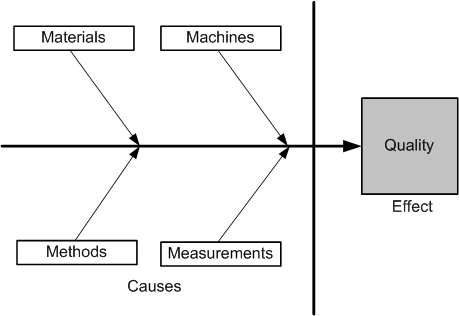 Materials
Machines
Quality
Effect
Methods
Measurements
Causes